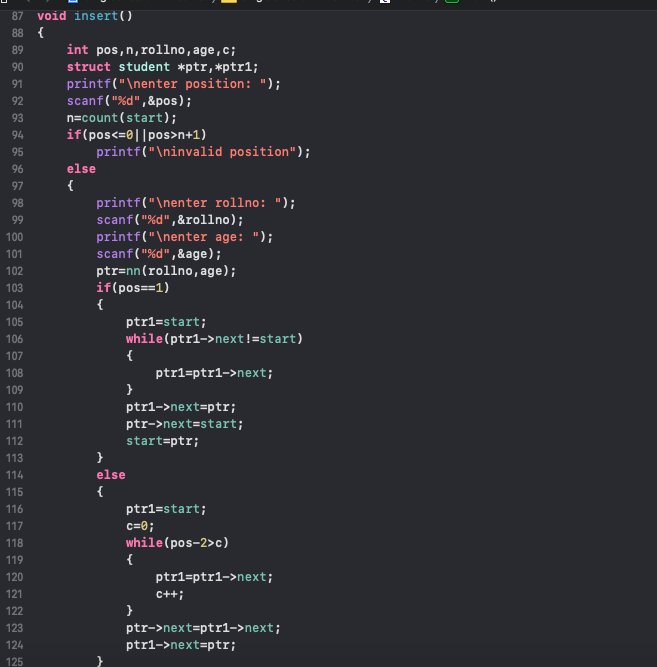 87 void insert()
88 {
89     int pos,n,rollno,age,c;
90     struct student *ptr,*ptr1;
91     printf("\nenter position: ");
92     scanf("%d",&pos);
93     n=count(start);
94     if(pos<=0||pos>n+1)
95         printf("\ninvalid position");
96     else
97     {
98         printf("\nenter rollno: ");
99         scanf("%d",&rollno);
100         printf("\nenter age: ");
101         scanf("%d",&age);
102         ptr=nn(rollno,age);
103         if(pos==1)
104         {
105             ptr1=start;
106             while(ptr1->next!=start)
107             {
108                 ptr1=ptr1->next;
109             }
110             ptr1->next=ptr;
111             ptr->next=start;
112             start=ptr;
113         }
114         else
115         {
116             ptr1=start;
117             c=0;
118             while(pos-2>c)
119             {
120                 ptr1=ptr1->next;
121                 c++;
122             }
123             ptr->next=ptr1->next;
124             ptr1->next=ptr;
125         }